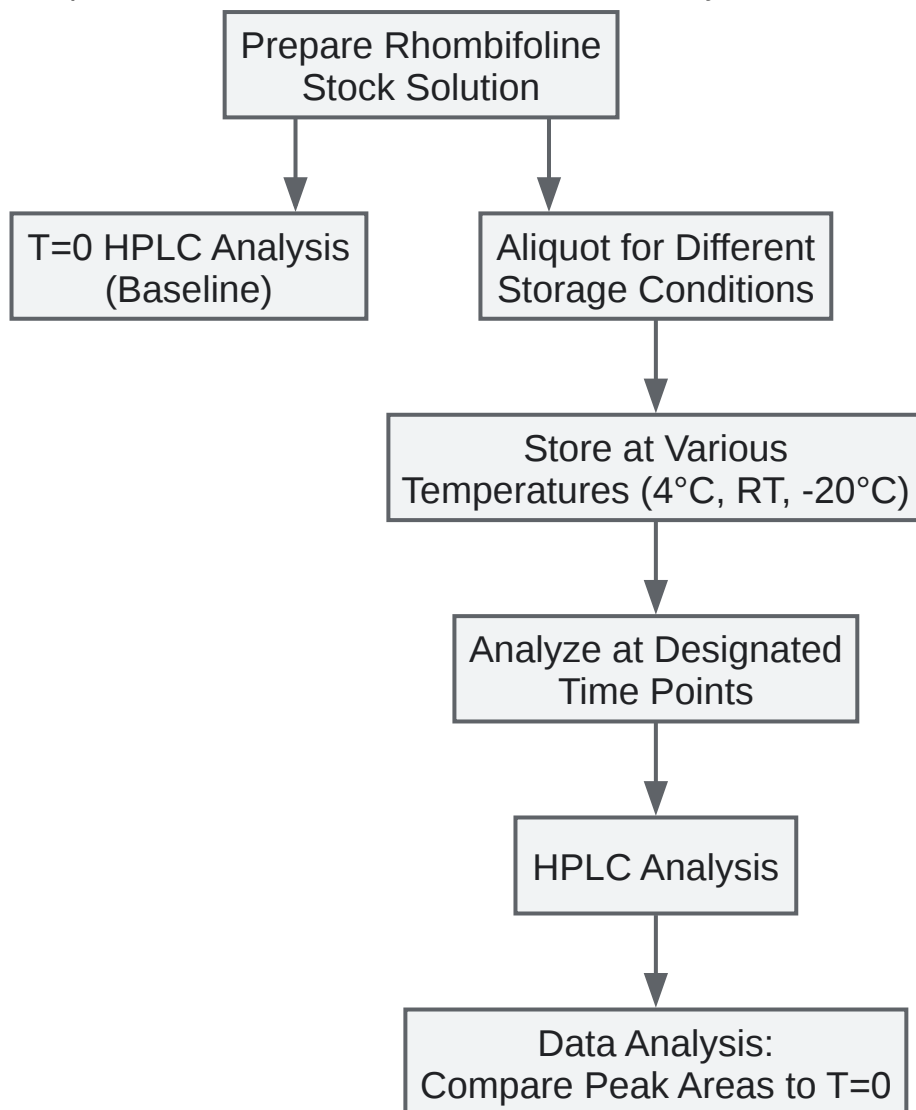 Prepare Rhombifoline
Stock Solution
T=0 HPLC Analysis
(Baseline)
Aliquot for Different
Storage Conditions
Store at Various
Temperatures (4°C, RT, -20°C)
Analyze at Designated
Time Points
HPLC Analysis
Data Analysis:
Compare Peak Areas to T=0